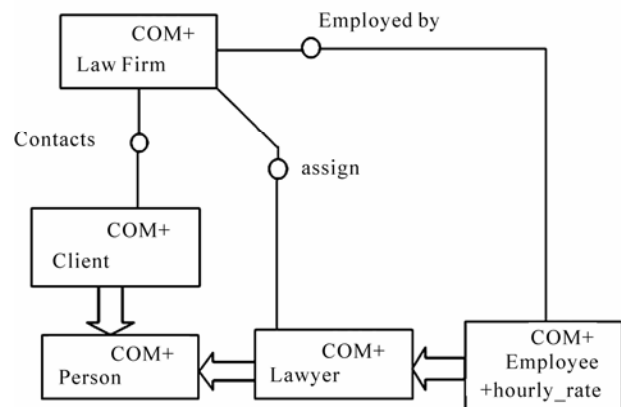 Employed by
COM+
Law Firm
Contacts
assign
COM+
Client
COM+
Person
COM+
Lawyer
COM+
Employee
+hourly_rate